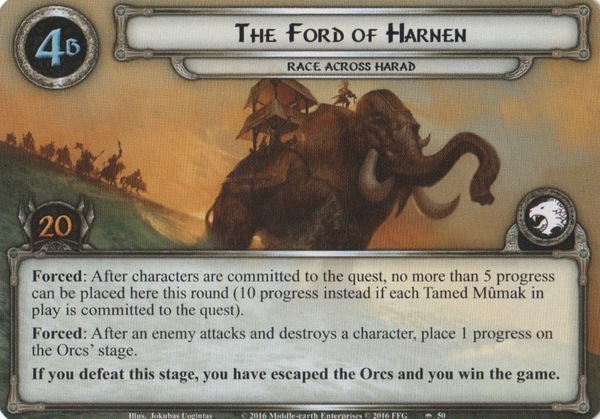 4B
THE FORD OF HARNEN
RACE ACROSS HARAD
20
Forced: After characters are committed to the quest, no more than 5 progress
can be placed here this round (10 progress instead if each Tamed Mûmak in
play is committed to the quest).
Forced: After an enemy attacks and destroys a character, place 1 progress on
the Orcs' stage.
If you defeat this stage, you have escaped the Orcs and you win the game.
Illus. Jokubas Uogintas © 2016 Middle-earth Enterprises © 2016 FFG 50